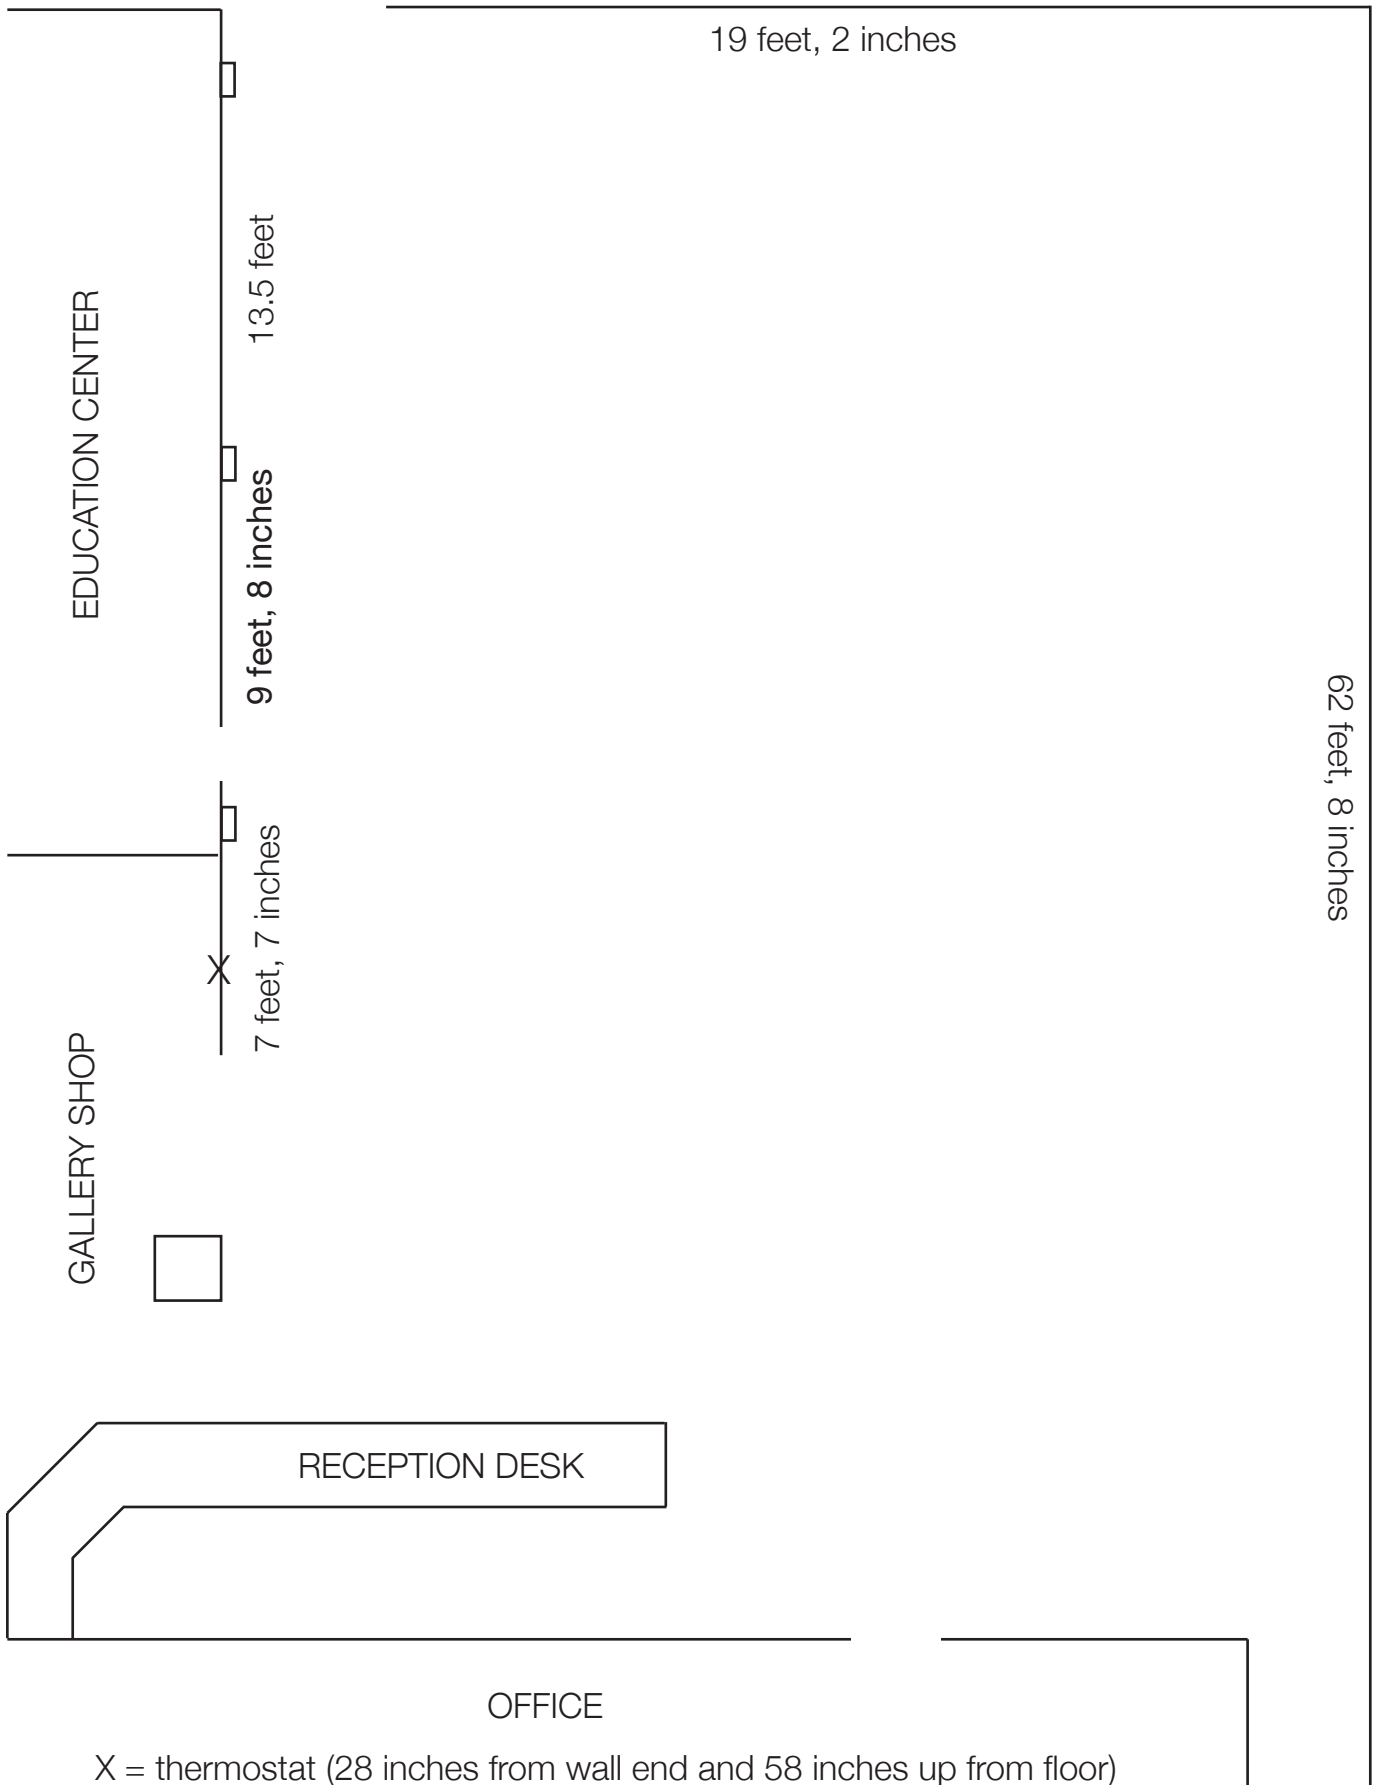 19 feet, 2 inches
13.5 feet
EDUCATION CENTER
9 feet, 8 inches
62 feet, 8 inches
7 feet, 7 inches
X
GALLERY SHOP
RECEPTION DESK
OFFICE
X = thermostat (28 inches from wall end and 58 inches up from floor)